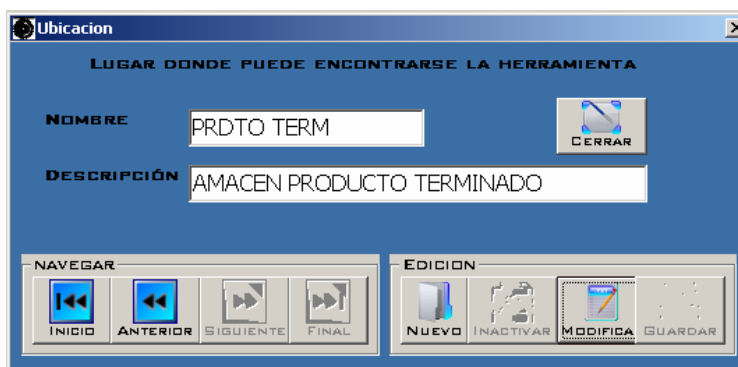 Ubicacion
LUGAR DONDE PUEDE ENCONTRARSE LA HERRAMIENTA
NOMBRE PRDTO TERM
CERRAR
DESCRIPCIÓN AMACEN PRODUCTO TERMINADO
NAVEGAR EDICION
INICIO ANTERIOR SIGUIENTE FINAL NUEVO INACTIVAR MODIFICA GUARDAR